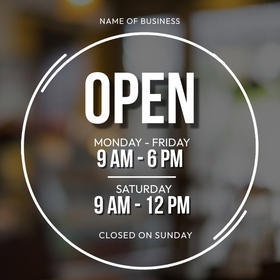 NAME OF BUSINESS
OPEN
MONDAY - FRIDAY
9 AM - 6 PM
SATURDAY
9 AM - 12 PM
CLOSED ON SUNDAY